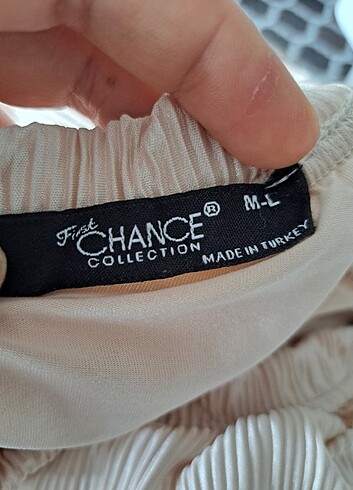 First
CHANCE®
COLLECTION
M-L
MADE IN TURKEY